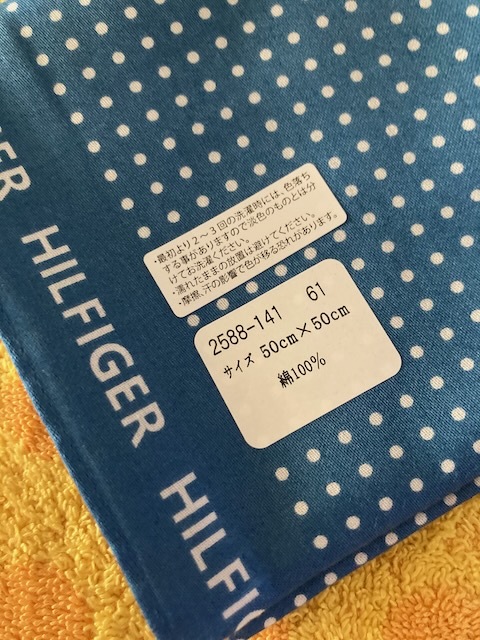 ER
HILFIGER
HILFI
・最初より2～3回の洗濯時には、色落ち
する事がありますので淡色のものとは分
けてお洗濯ください。
・濡れたままの放置は避けてください。
・摩擦、汗の影響で色が移る恐れがあります。
2588-141 61
サイズ 50cm×50cm
綿100%